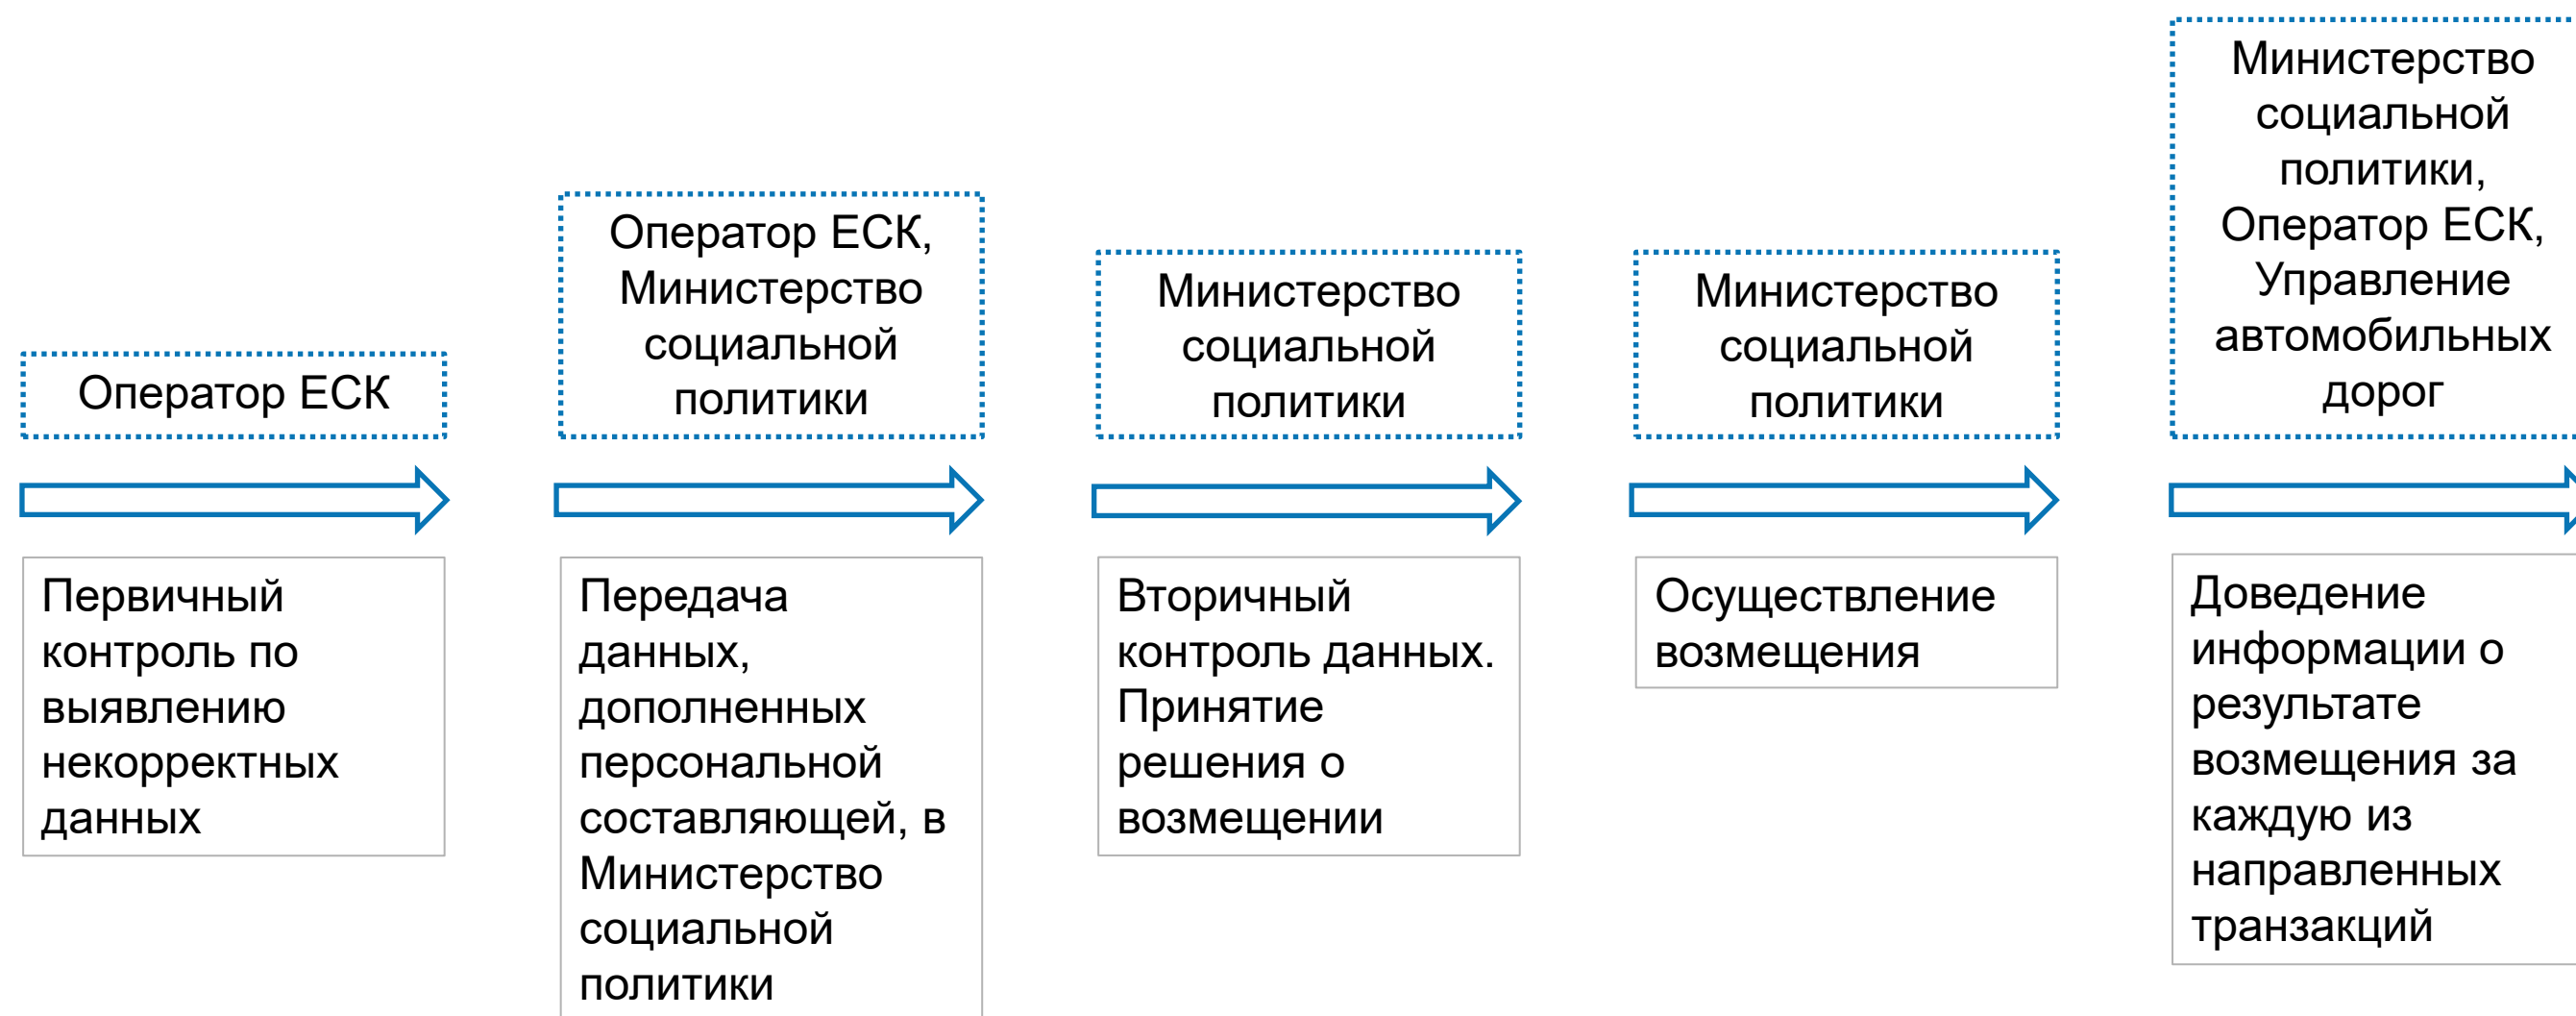 Оператор ЕСК
Первичный
контроль по
выявлению
некорректных
данных
Оператор ЕСК,
Министерство
социальной
политики
Передача
данных,
дополненных
персональной
составляющей, в
Министерство
социальной
политики
Министерство
социальной
политики
Вторичный
контроль данных.
Принятие
решения о
возмещении
Министерство
социальной
политики
Осуществление
возмещения
Министерство
социальной
политики,
Оператор ЕСК,
Управление
автомобильных
дорог
Доведение
информации о
результате
возмещения за
каждую из
направленных
транзакций